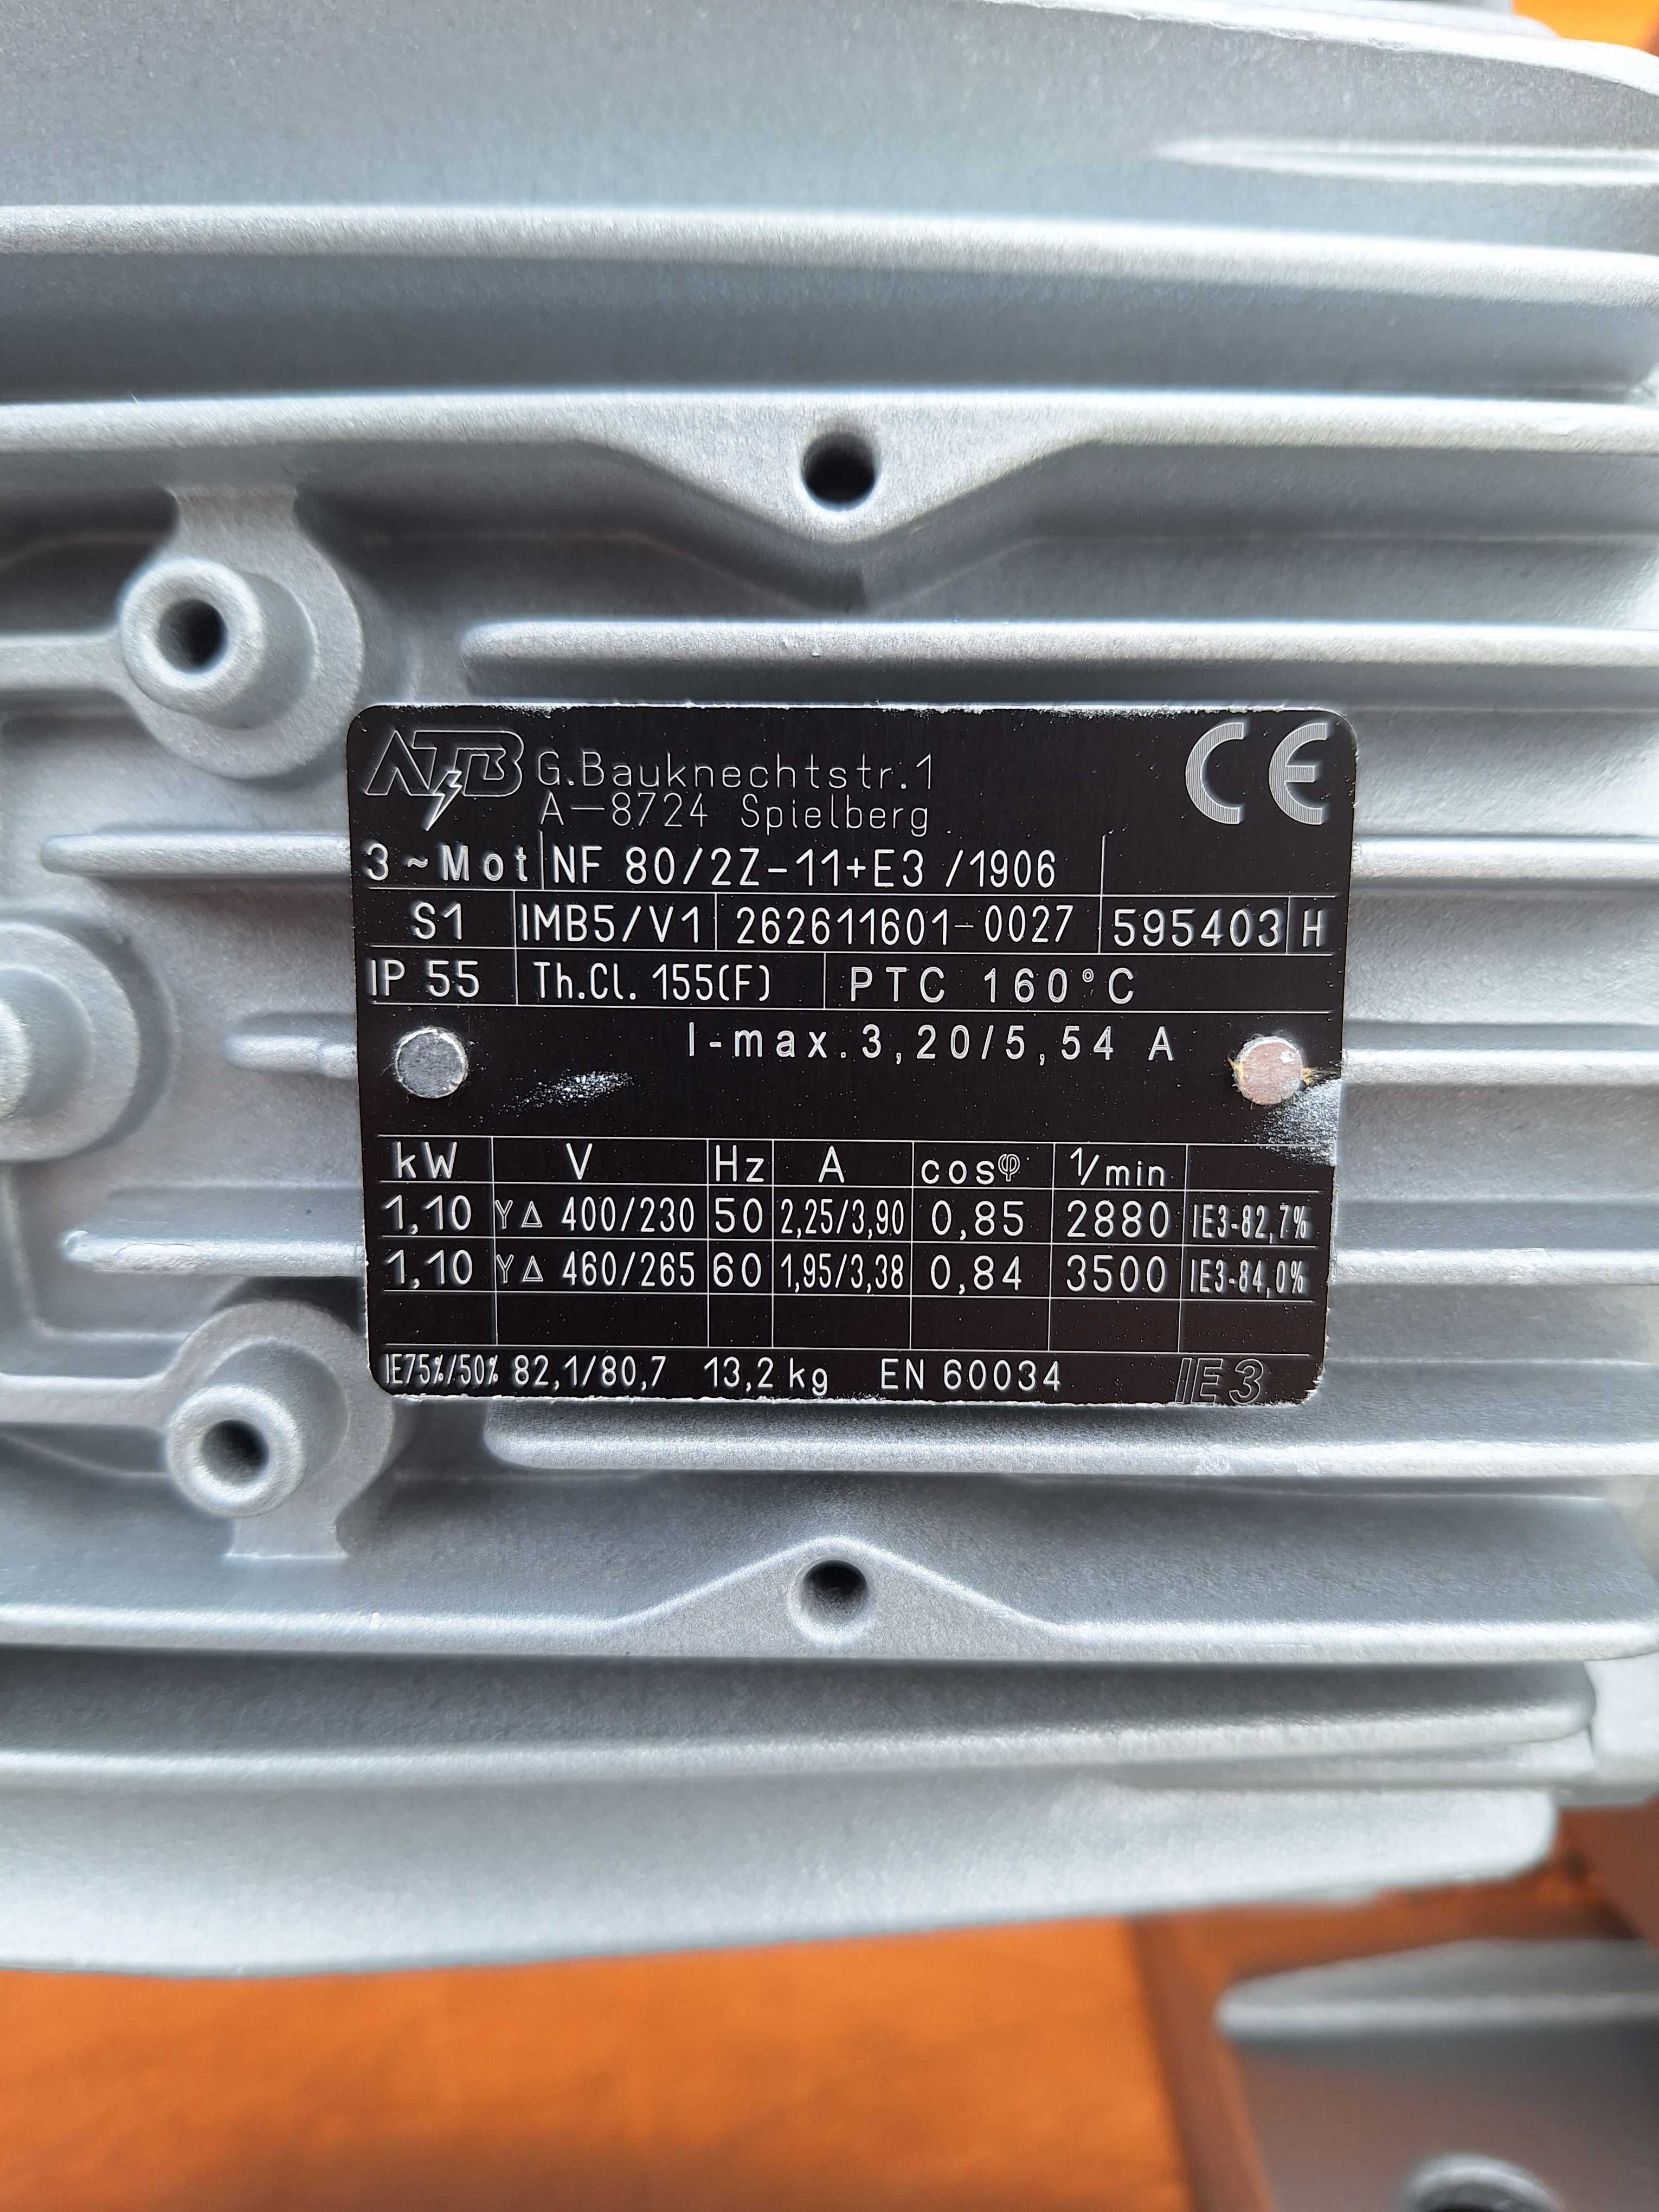 ATB G.Bauknechtstr.1 CE
A-8724 Spielberg
3~Mot NF 80/2Z-11+E3 /1906
S1 IMB5/V1 262611601-0027 595403 H
IP 55 Th.Cl. 155(F) PTC 160°C
I-max.3,20/5,54 A
kW V Hz A cosφ 1/min
1,10 Y∆ 400/230 50 2,25/3,90 0,85 2880 IE3-82,7%
1,10 Y∆ 460/265 60 1,95/3,38 0,84 3500 IE3-84,0%
IE75%/50% 82,1/80,7 13,2 kg EN 60034 IE3